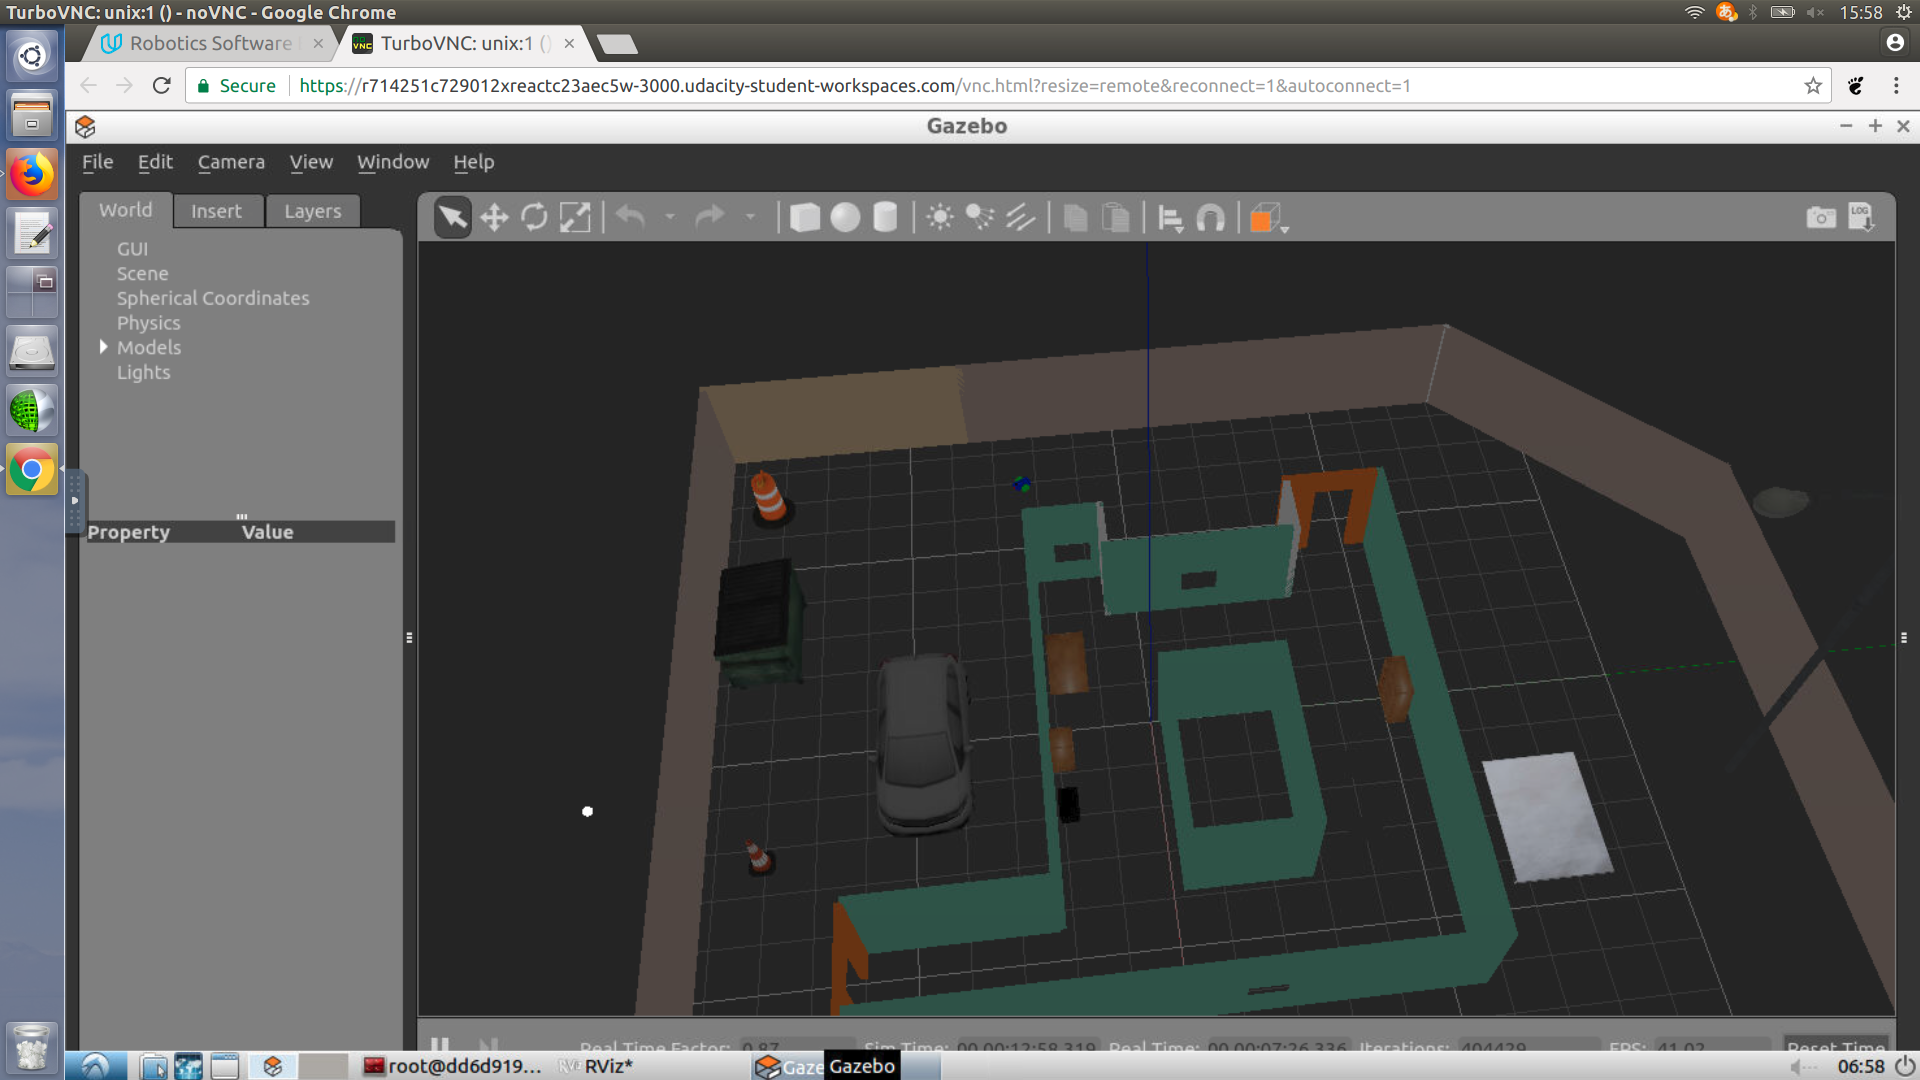 TurboVNC: unix:1 () - noVNC - Google Chrome
15:58
Robotics Software
TurboVNC: unix:1 ()
Secure
https://r714251c729012xreactc23aec5w-3000.udacity-student-workspaces.com/vnc.html?resize=remote&reconnect=1&autoconnect=1
Gazebo
File Edit Camera View Window Help
World Insert Layers
LOG
GUI
Scene
Spherical Coordinates
Physics
Models
Lights
Property Value
Real Time Factor: 0.87 Sim Time: 00 00:12:58.319 Real Time: 00 00:07:26.336 Iterations: 404429 FPS: 41.02 Reset Time
root@dd6d919... RViz* Gaze Gazebo 06:58